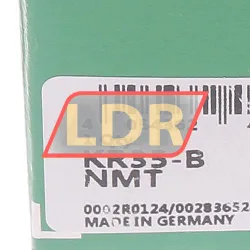 LDR
KR35-B
NMT
0002R0124/00283652
MADE IN GERMANY